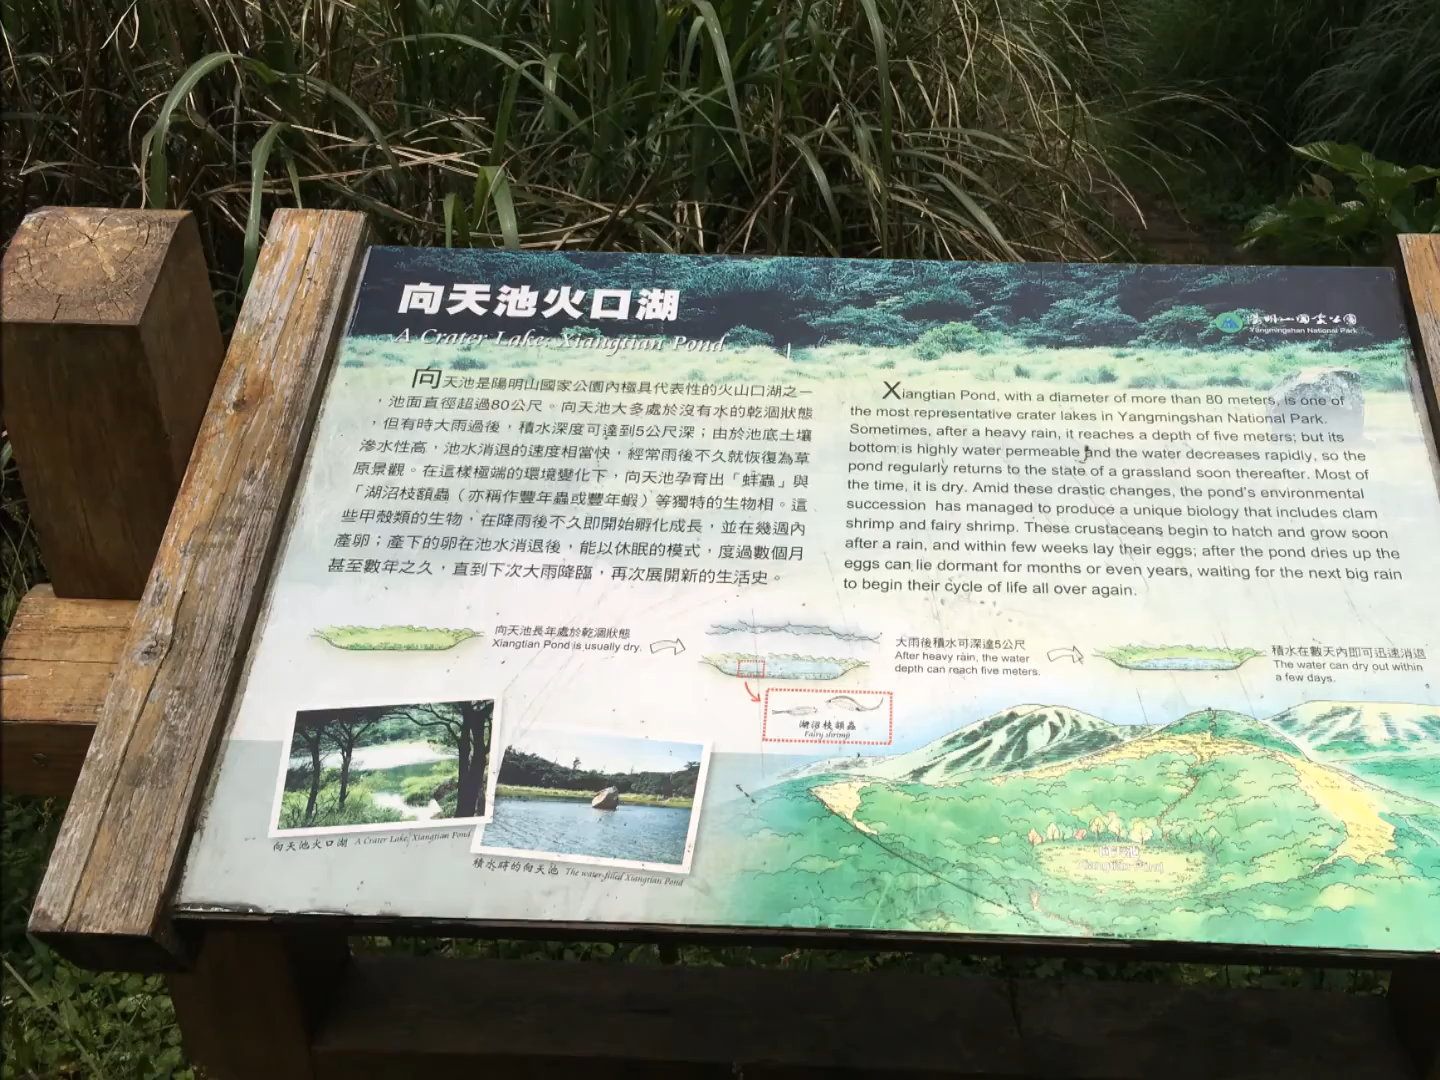 向天池火口湖
A Crater Lake: Xiangtian Pond
陽明山國家公園
Yangmingshan National Park
向天池是陽明山國家公園內極具代表性的火山口湖之一
，池面直徑超過80公尺。向天池大多處於沒有水的乾涸狀態
，但有時大雨過後，積水深度可達到5公尺深；由於池底土壤
滲水性高，池水消退的速度相當快，經常雨後不久就恢復為草
原景觀。在這樣極端的環境變化下，向天池孕育出「蚌蟲」與
「湖沼枝額蟲（亦稱作豐年蟲或豐年蝦）等獨特的生物相。這
些甲殼類的生物，在降雨後不久即開始孵化成長，並在幾週內
產卵；產下的卵在池水消退後，能以休眠的模式，度過數個月
甚至數年之久，直到下次大雨降臨，再次展開新的生活史。
Xiangtian Pond, with a diameter of more than 80 meters, is one of
the most representative crater lakes in Yangmingshan National Park.
Sometimes, after a heavy rain, it reaches a depth of five meters; but its
bottom is highly water permeable and the water decreases rapidly, so the
pond regularly returns to the state of a grassland soon thereafter. Most of
the time, it is dry. Amid these drastic changes, the pond's environmental
succession has managed to produce a unique biology that includes clam
shrimp and fairy shrimp. These crustaceans begin to hatch and grow soon
after a rain, and within few weeks lay their eggs; after the pond dries up the
eggs can lie dormant for months or even years, waiting for the next big rain
to begin their cycle of life all over again.
向天池長年處於乾涸狀態
Xiangtian Pond is usually dry.
大雨後積水可深達5公尺
After heavy rain, the water
depth can reach five meters.
積水在數天內即可迅速消退
The water can dry out within
a few days.
湖沼枝額蟲
Fairy shrimp
向天池火口湖 A Crater Lake: Xiangtian Pond
積水時的向天池 The water-filled Xiangtian Pond
向天池
Xiangtian Pond